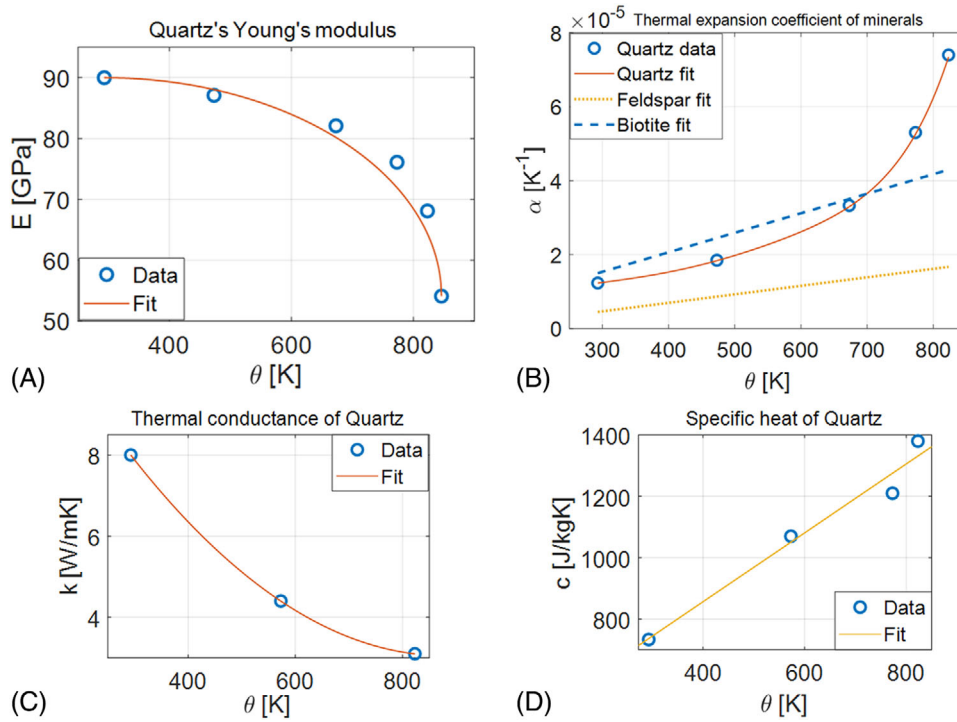 Quartz's Young's modulus
E [GPa]
90
80
70
60
50
Data
Fit
400
600
800
θ [K]
(A)
×10⁻⁵
Thermal expansion coefficient of minerals
α [K⁻¹]
8
6
4
2
0
Quartz data
Quartz fit
Feldspar fit
Biotite fit
300
400
500
600
700
800
θ [K]
(B)
Thermal conductance of Quartz
k [W/mK]
8
6
4
Data
Fit
400
600
800
θ [K]
(C)
Specific heat of Quartz
c [J/kgK]
1400
1200
1000
800
Data
Fit
400
600
800
θ [K]
(D)